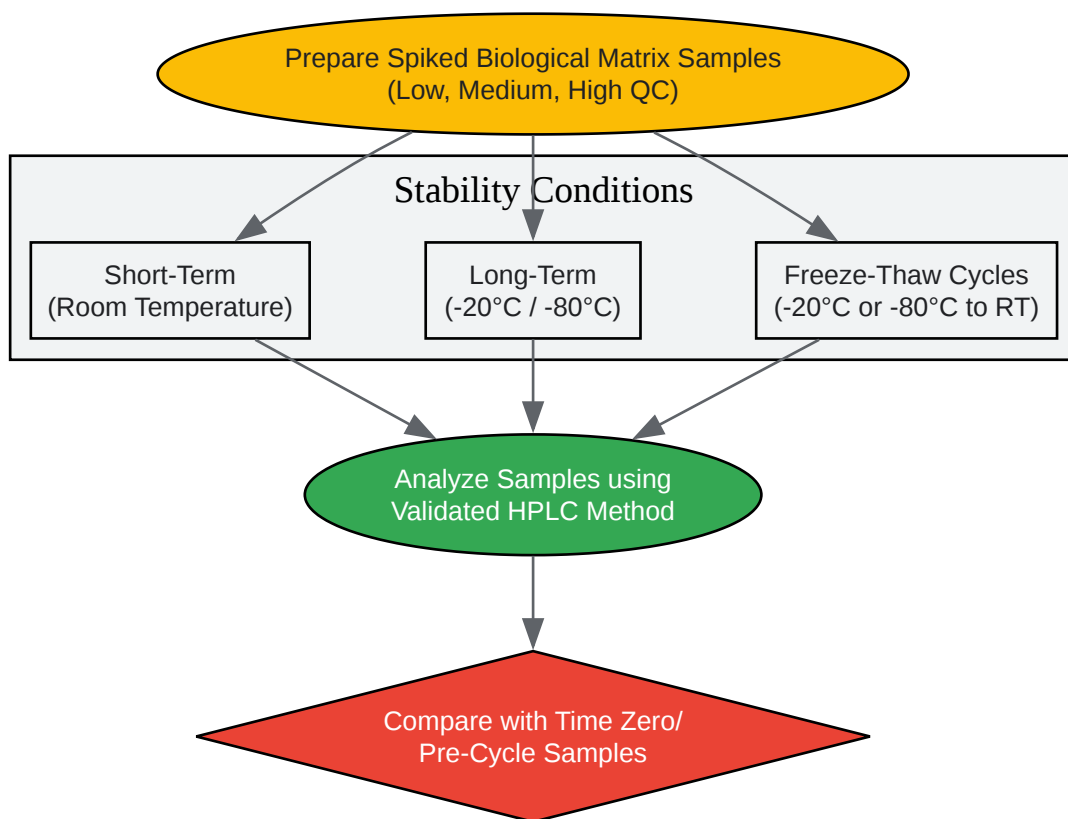 Prepare Spiked Biological Matrix Samples
(Low, Medium, High QC)
Stability Conditions
Short-Term
(Room Temperature)
Long-Term
(-20°C / -80°C)
Freeze-Thaw Cycles
(-20°C or -80°C to RT)
Analyze Samples using
Validated HPLC Method
Compare with Time Zero/
Pre-Cycle Samples